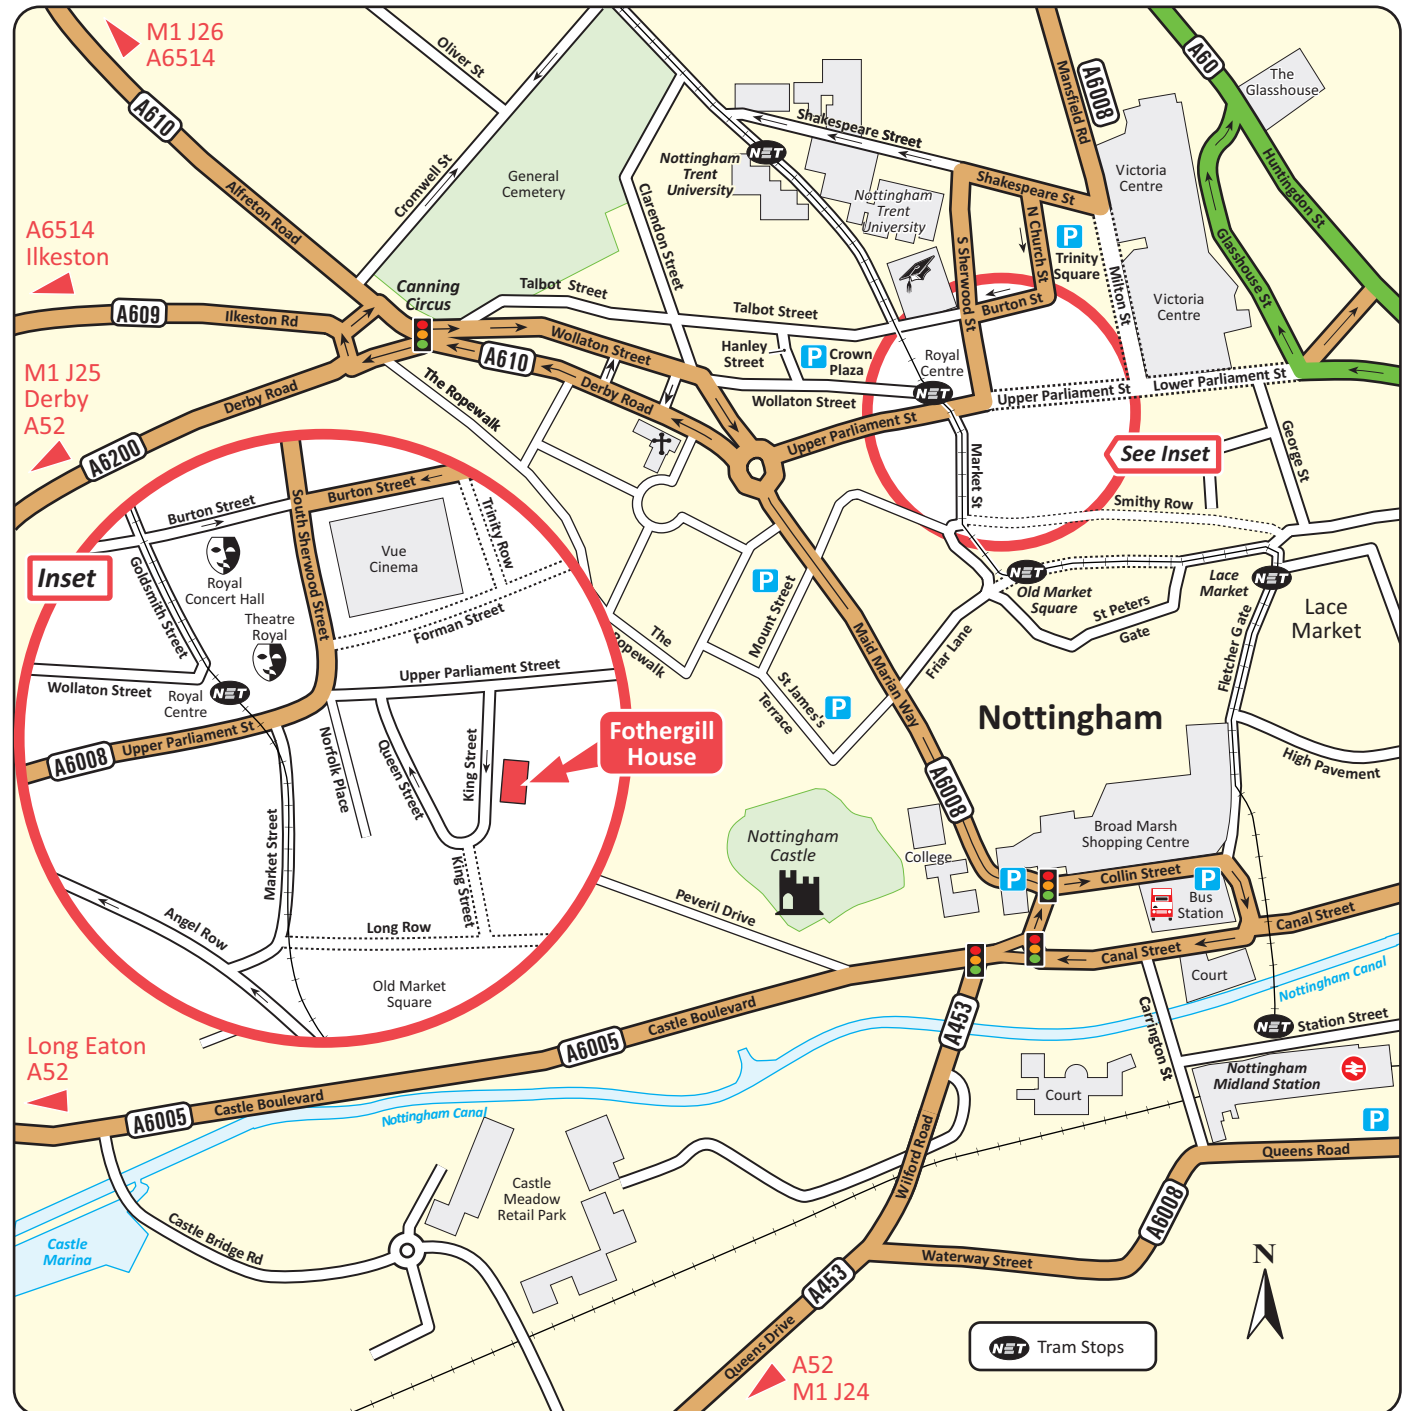 M1 J26
A6514
A610
Oliver St
Alfreton Road
Cromwell St
General
Cemetery
Clarendon Street
Nottingham
Trent
University
NET
Shakespeare Street
Nottingham
Trent
University
Shakespeare St
Mansfield Rd
A6008
A60
The
Glasshouse
Victoria
Centre
Huntingdon St
Glasshouse St
N Church St
P
Trinity
Square
Milton St
Victoria
Centre
S Sherwood St
Burton St
A6514
Ilkeston
A609
Ilkeston Rd
Canning
Circus
Talbot Street
Talbot Street
Wollaton Street
Hanley
Street
P
Crown
Plaza
Royal
Centre
NET
A610
Derby Road
Wollaton Street
Upper Parliament St
Upper Parliament St
Lower Parliament St
M1 J25
Derby
A52
Derby Road
A6200
The Ropewalk
Market St
See Inset
George St
Smithy Row
NET
Old Market
Square
St Peters
Gate
Lace
Market
NET
Lace
Market
Fletcher Gate
P
Mount Street
The
Ropewalk
St James's
Terrace
P
Maid Marian Way
Friar Lane
Nottingham
High Pavement
Inset
Burton Street
Burton Street
South Sherwood Street
Trinity Row
Vue
Cinema
Royal
Concert Hall
Goldsmith Street
Theatre
Royal
Forman Street
Upper Parliament Street
Wollaton Street
Royal
Centre
NET
A6008
Upper Parliament St
Norfolk Place
Queen Street
King Street
Fothergill
House
Market Street
King Street
Angel Row
Long Row
Old Market
Square
A6008
Nottingham
Castle
College
Broad Marsh
Shopping Centre
P
Collin Street
P
Bus
Station
Canal Street
Canal Street
Court
Nottingham Canal
Peveril Drive
Castle Boulevard
A453
Carrington St
NET
Station Street
Nottingham
Midland Station
P
Court
Long Eaton
A52
A6005
A6005
Castle Boulevard
Nottingham Canal
Wilford Road
Queens Road
A6008
Castle
Meadow
Retail Park
Castle Bridge Rd
Castle
Marina
Waterway Street
A453
Queens Drive
A52
M1 J24
N
NET
Tram Stops